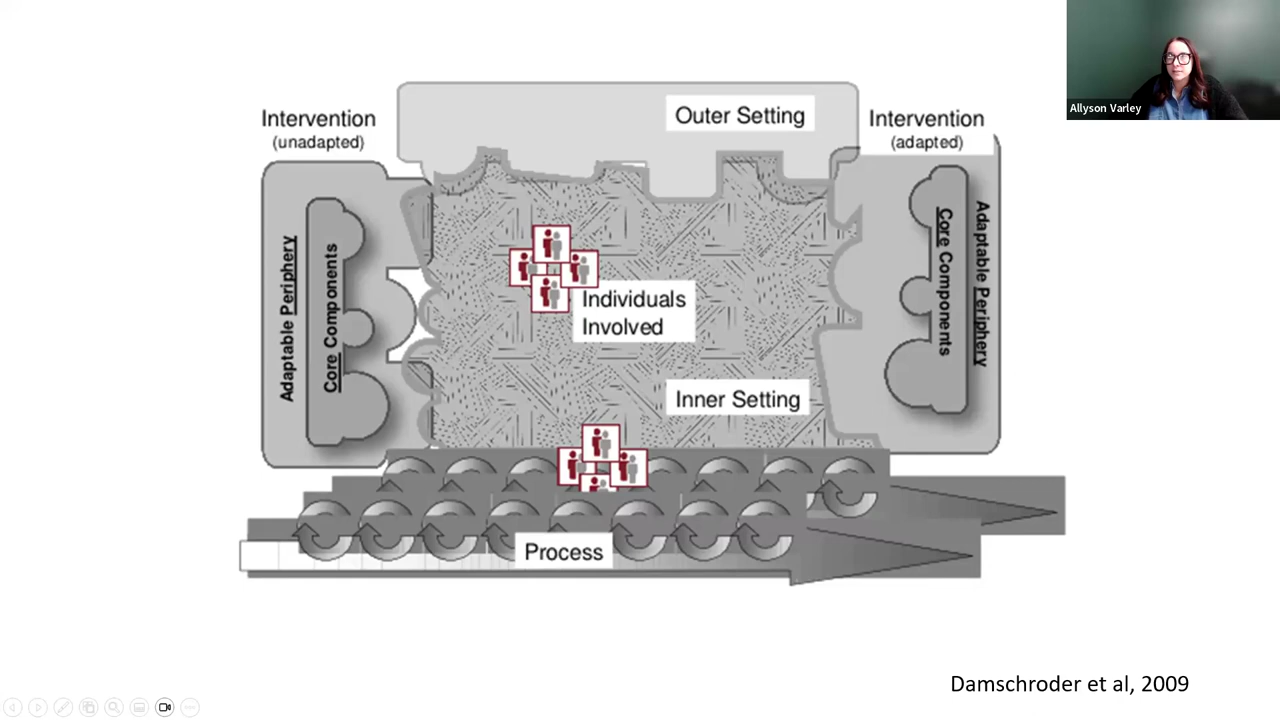 Allyson Varley
Outer Setting
Intervention
(unadapted)
Intervention
(adapted)
Adaptable Periphery
Core Components
Core Components
Adaptable Periphery
Individuals
Involved
Inner Setting
Process
Damschroder et al, 2009